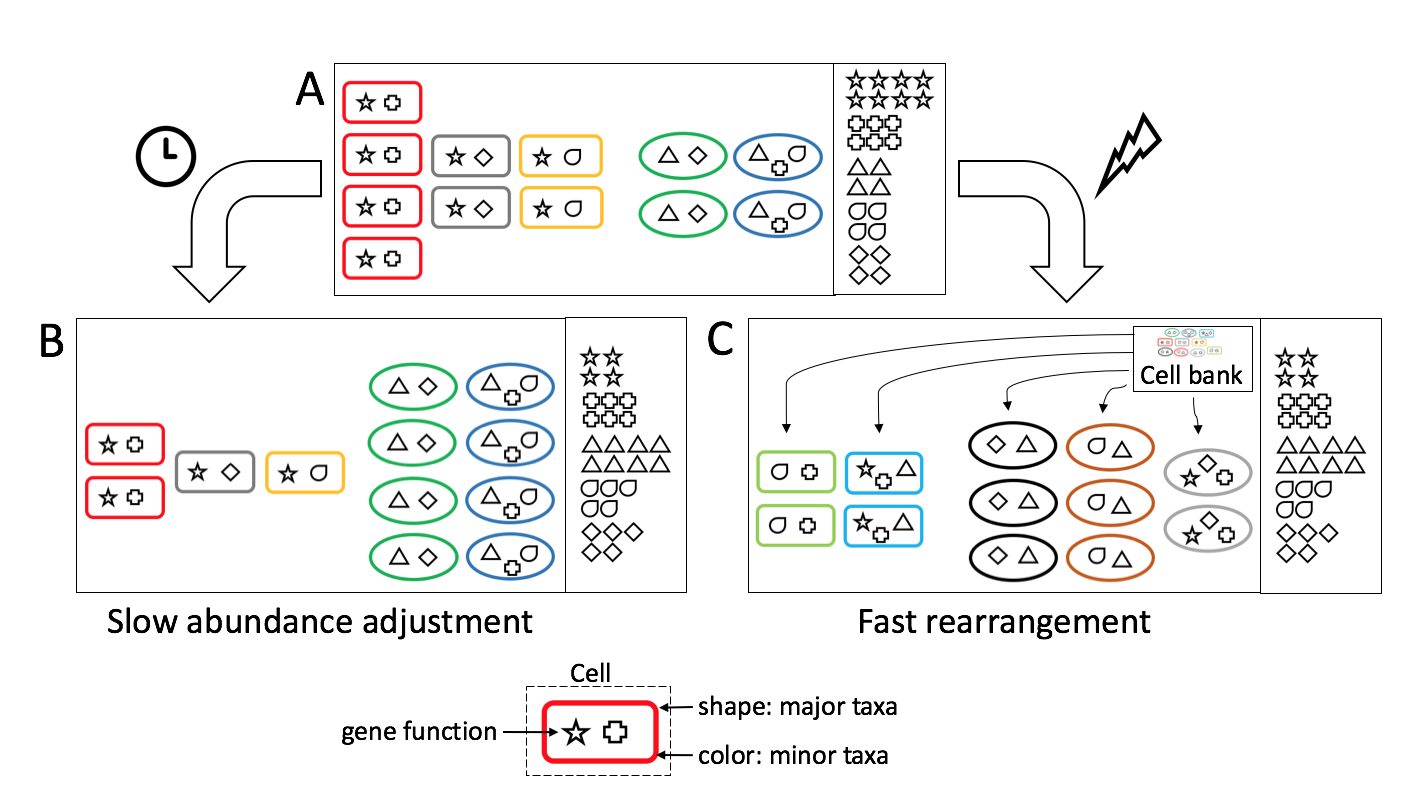 A
B
C
Cell bank
Slow abundance adjustment
Fast rearrangement
Cell
gene function
shape: major taxa
color: minor taxa